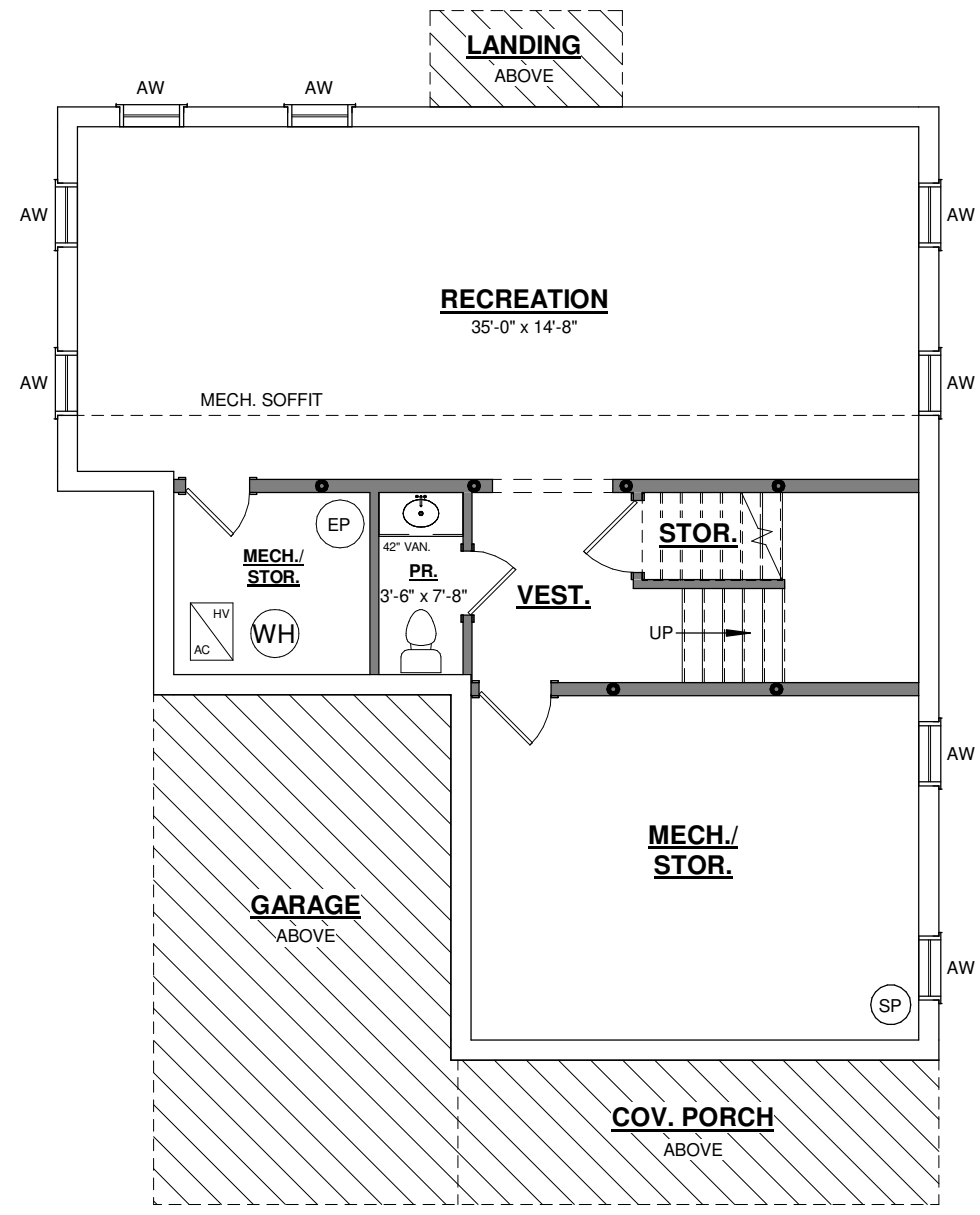 LANDING
ABOVE
AW
AW
AW
AW
RECREATION
35'-0" x 14'-8"
AW
AW
MECH. SOFFIT
EP
42" VAN.
STOR.
MECH./
STOR.
PR.
3'-6" x 7'-8"
VEST.
HV
AC
WH
UP
AW
MECH./
STOR.
GARAGE
ABOVE
AW
SP
COV. PORCH
ABOVE